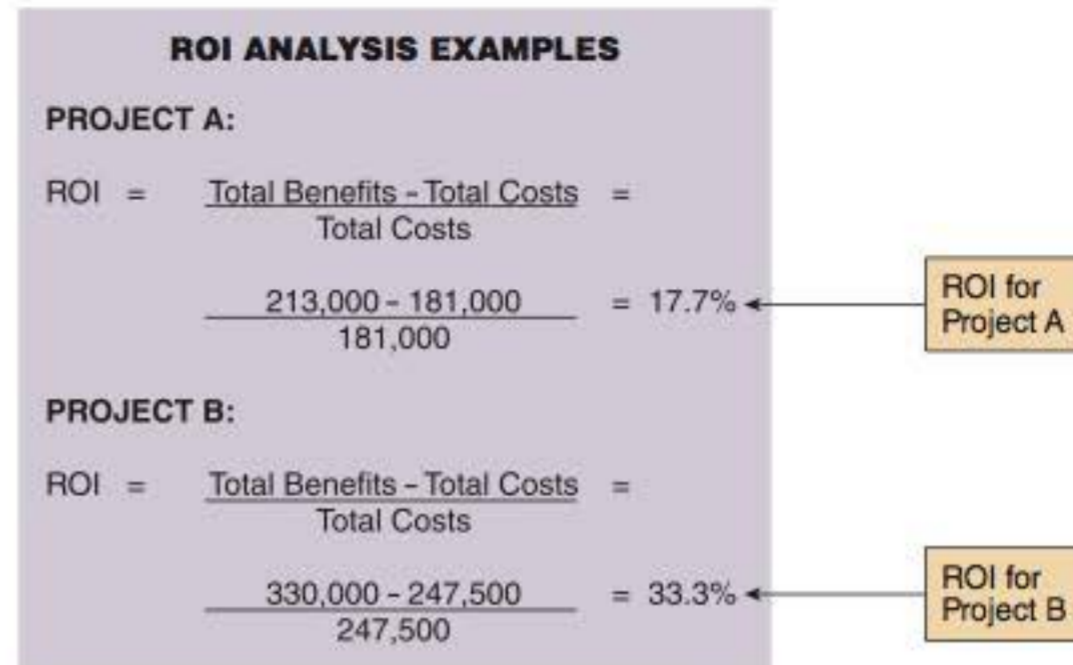 ROI ANALYSIS EXAMPLES
PROJECT A:
ROI = Total Benefits - Total Costs =
Total Costs
213,000 - 181,000 = 17.7%
181,000
ROI for
Project A
PROJECT B:
ROI = Total Benefits - Total Costs =
Total Costs
330,000 - 247,500 = 33.3%
247,500
ROI for
Project B